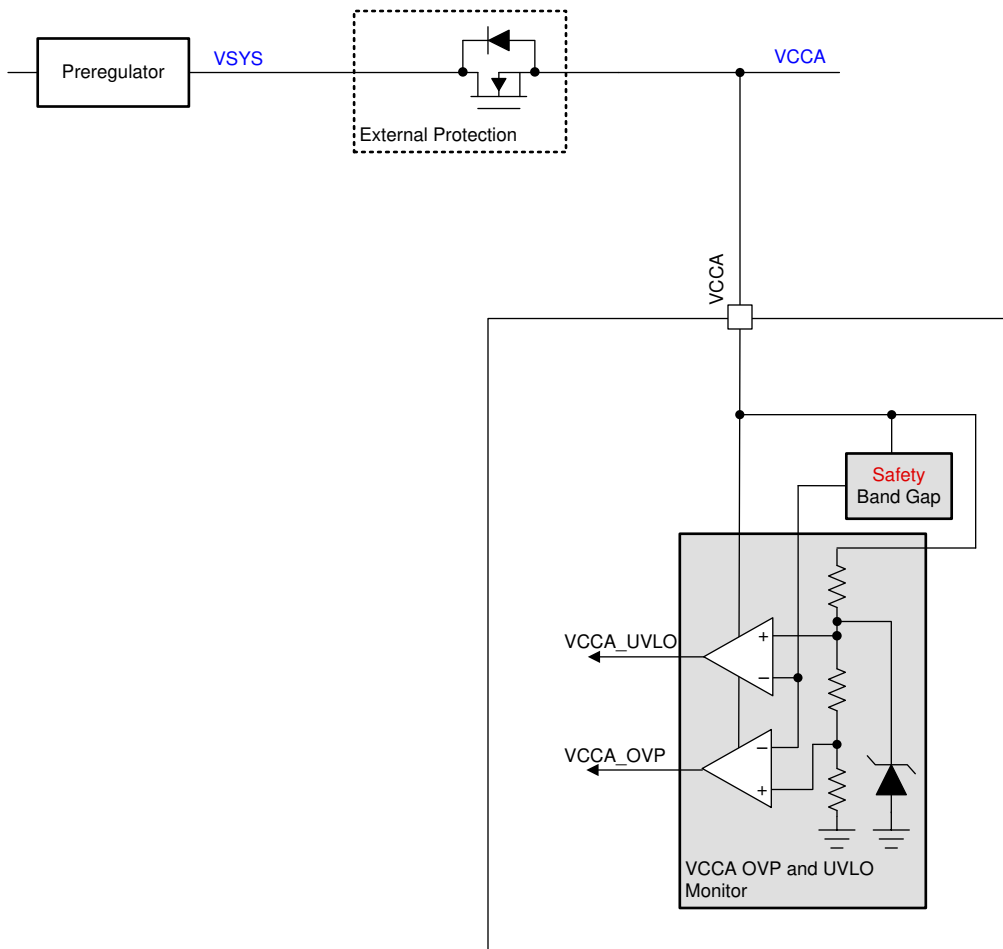 Preregulator
VSYS
VCCA
External Protection
VCCA
Safety
Band Gap
+
VCCA_UVLO
−
−
VCCA_OVP
+
VCCA OVP and UVLO
Monitor